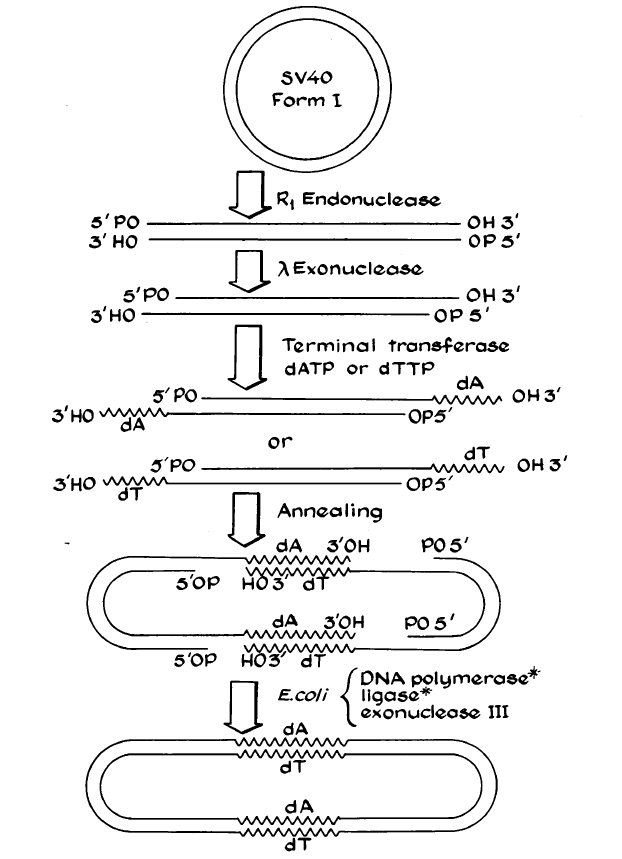 SV40
Form I
R₁ Endonuclease
5'PO OH 3'
3' HO OP 5'
λ Exonuclease
5'PO OH 3'
3'HO OP 5'
Terminal transferase
dATP or dTTP
dA
5'PO OH 3'
3'HO OP5'
dA
or
dT
5'PO OH 3'
3'HO OP5'
dT
Annealing
dA 3'OH PO 5'
5'OP HO3' dT
dA 3'OH PO 5'
5'OP HO3' dT
E.coli
DNA polymerase*
ligase*
exonuclease III
dA
dT
dA
dT